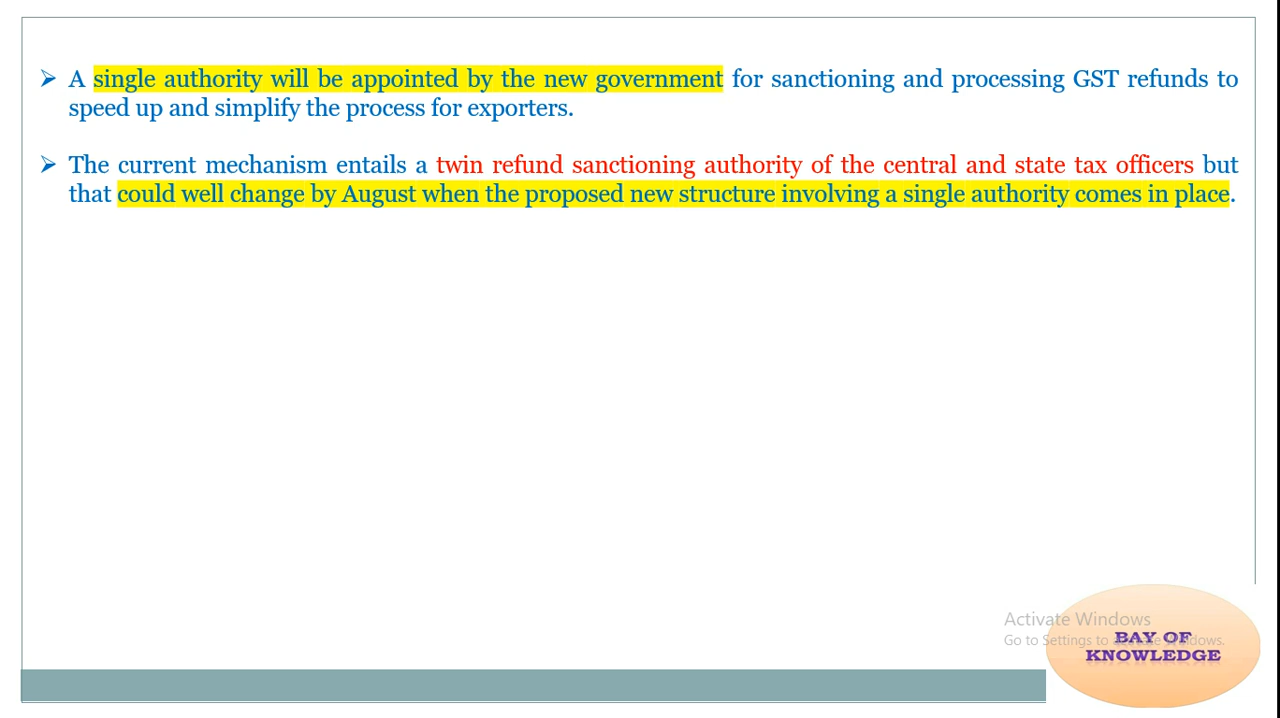 A single authority will be appointed by the new government for sanctioning and processing GST refunds to
speed up and simplify the process for exporters.
The current mechanism entails a twin refund sanctioning authority of the central and state tax officers but
that could well change by August when the proposed new structure involving a single authority comes in place.
Activate Windows
Go to Settings to activate Windows.
BAY OF
KNOWLEDGE